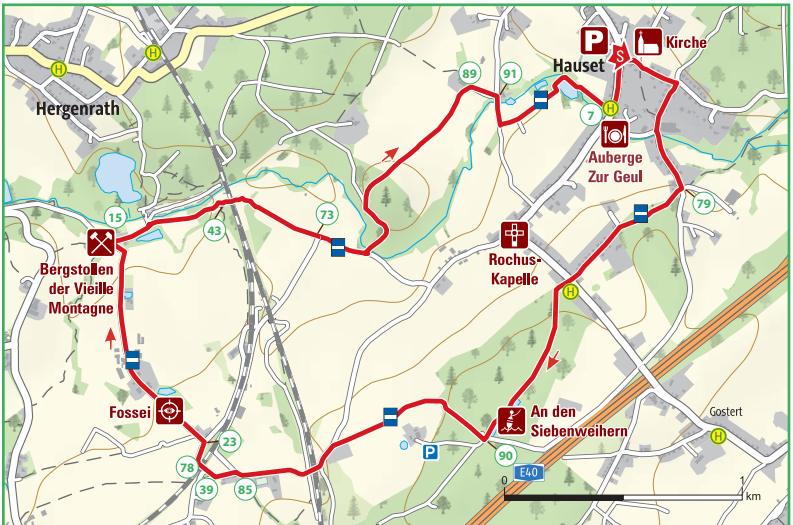 H
H
P
S
Kirche
Hauset
89
91
Hergenrath
7
H
Auberge
Zur Geul
15
43
73
79
Rochus-
Kapelle
Bergstollen
der Vieille
Montagne
H
Fossei
An den
Siebenweihern
Gostert
23
P
H
78
39
85
90
E40
0
1
km